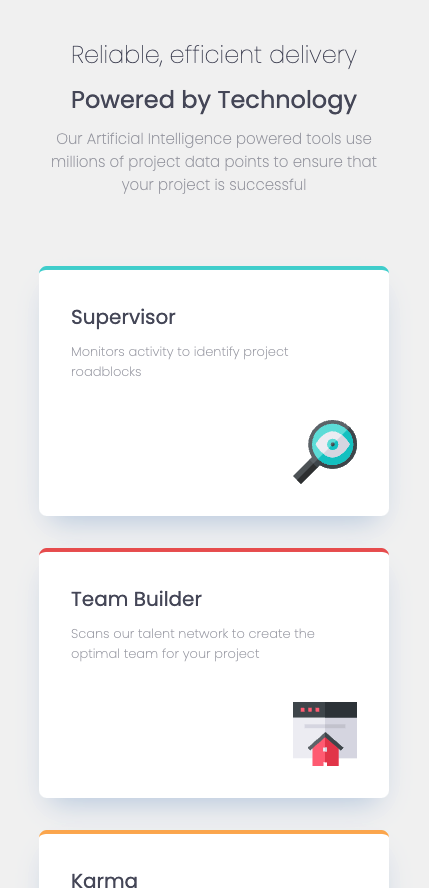 Reliable, efficient delivery
Powered by Technology
Our Artificial Intelligence powered tools use
millions of project data points to ensure that
your project is successful
Supervisor
Monitors activity to identify project
roadblocks
Team Builder
Scans our talent network to create the
optimal team for your project
Karma